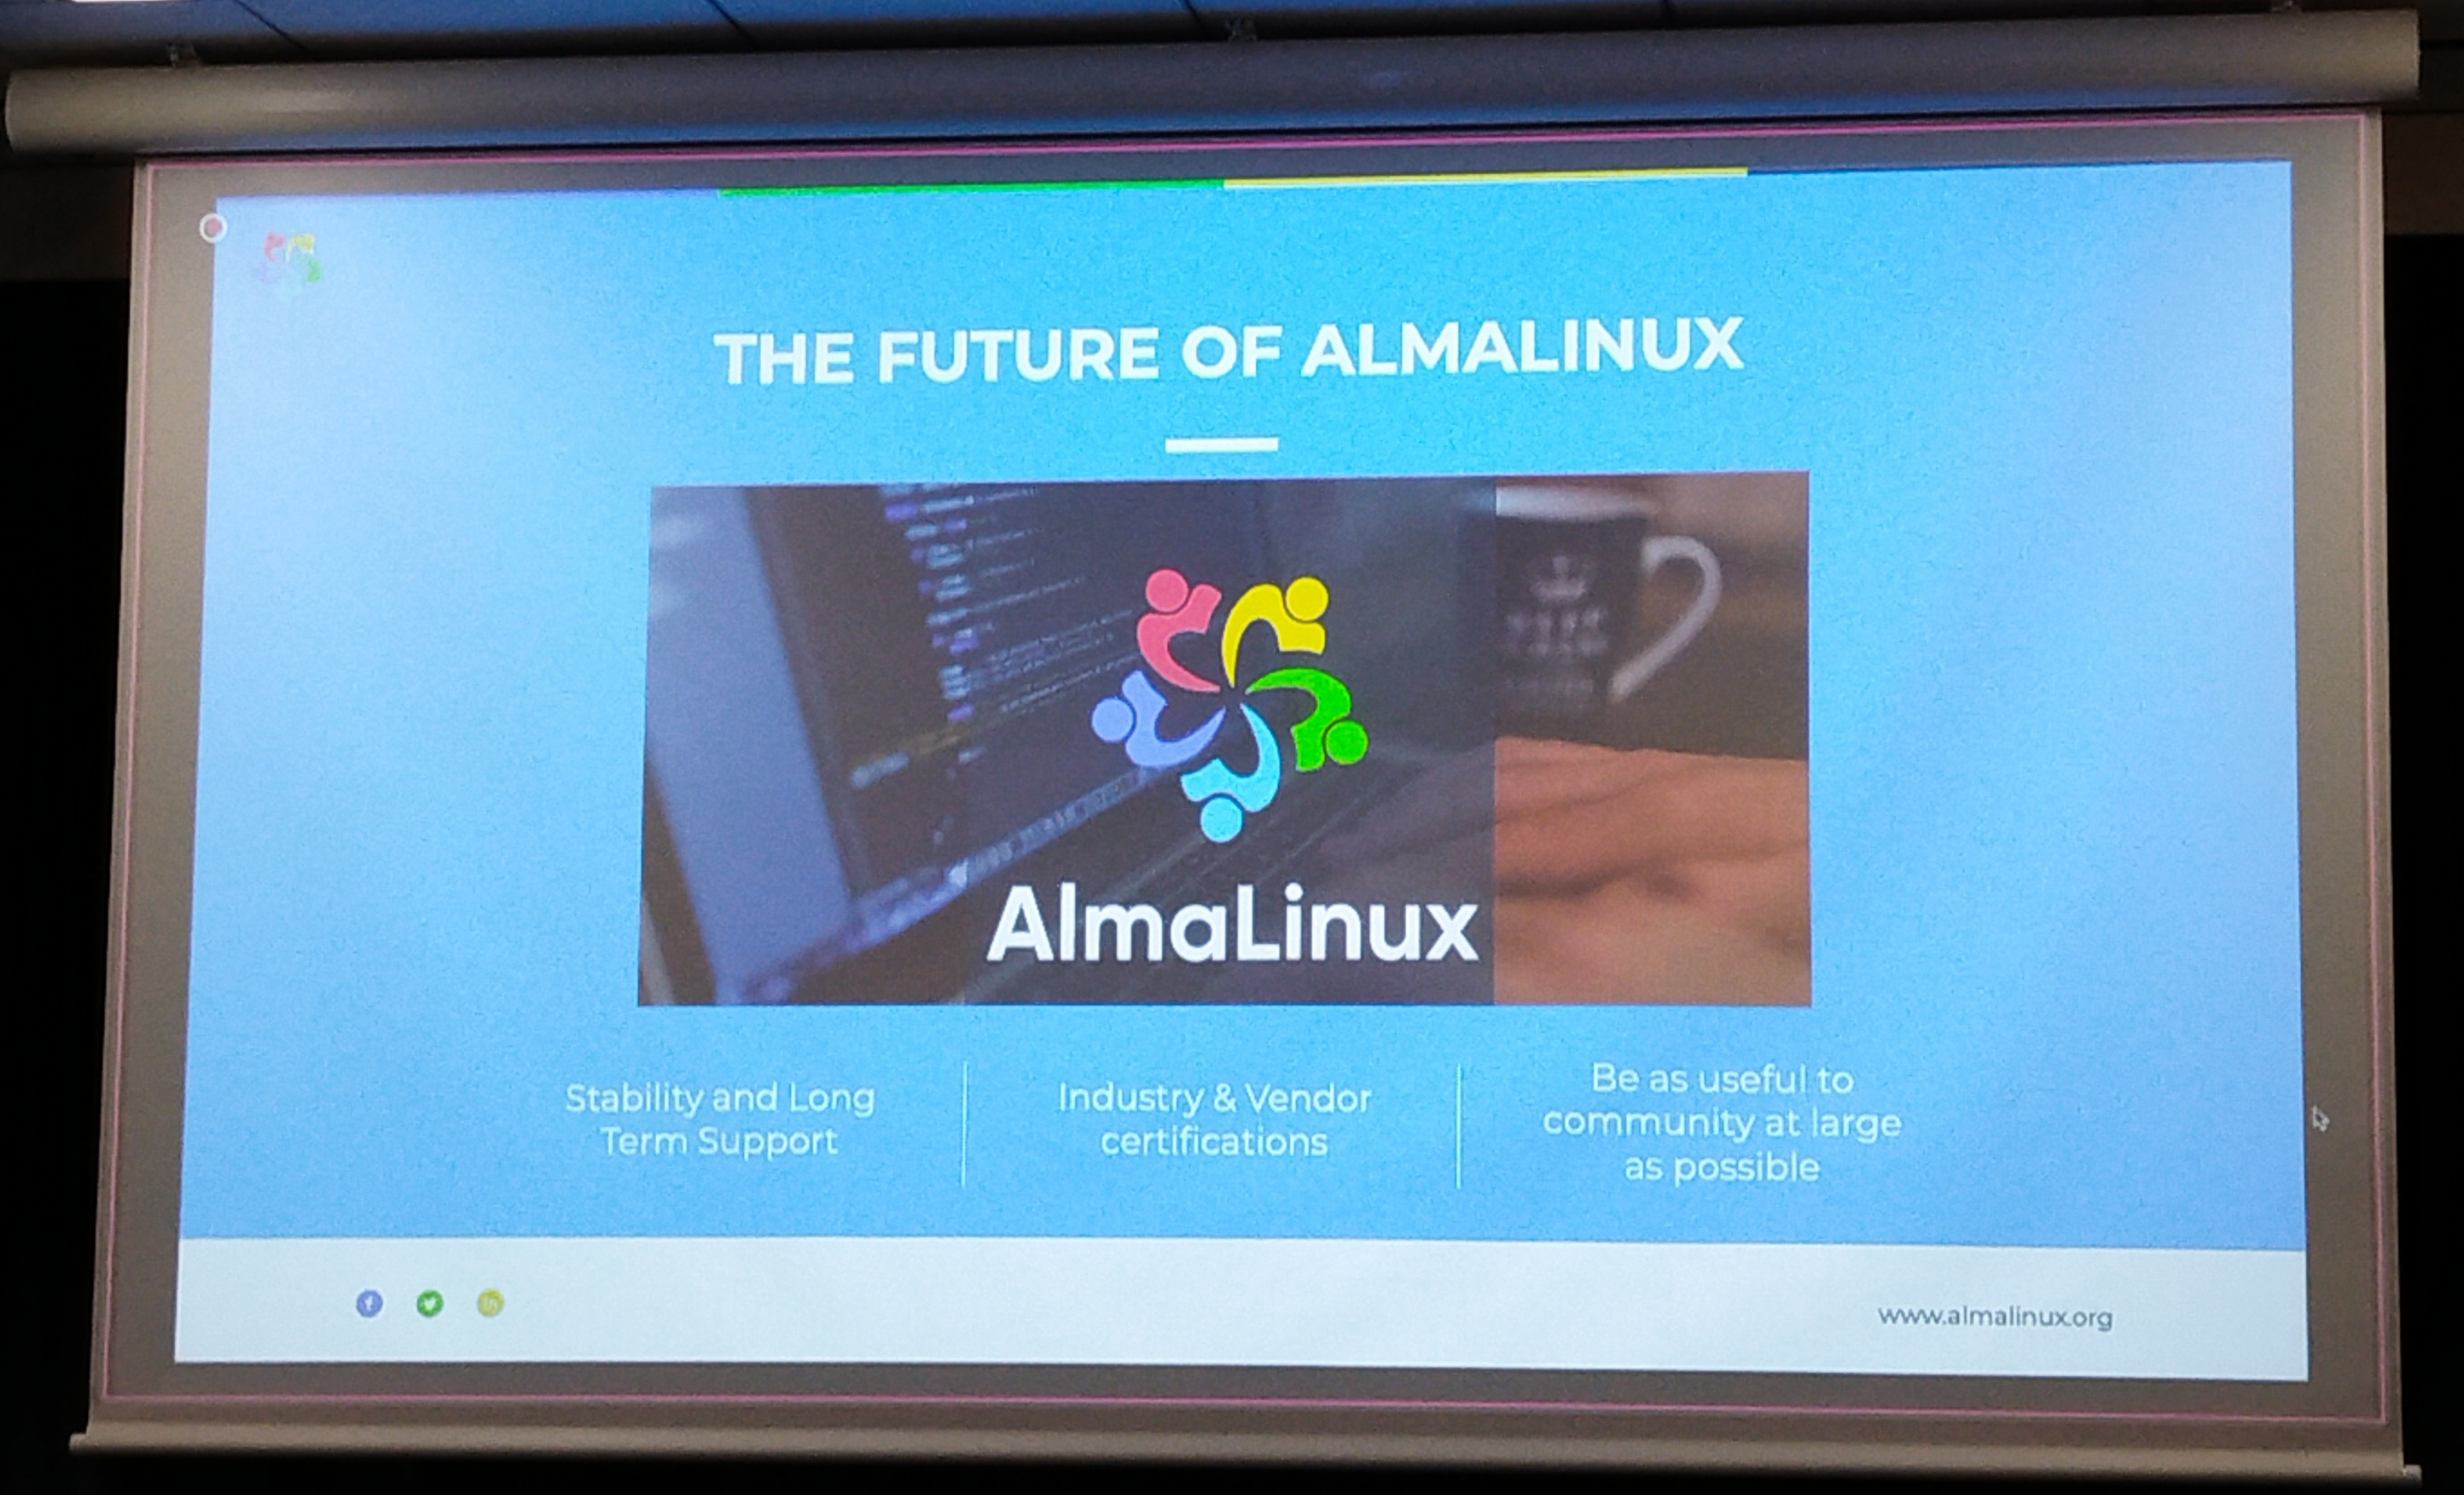 THE FUTURE OF ALMALINUX
AlmaLinux
Stability and Long
Term Support
Industry & Vendor
certifications
Be as useful to
community at large
as possible
www.almalinux.org